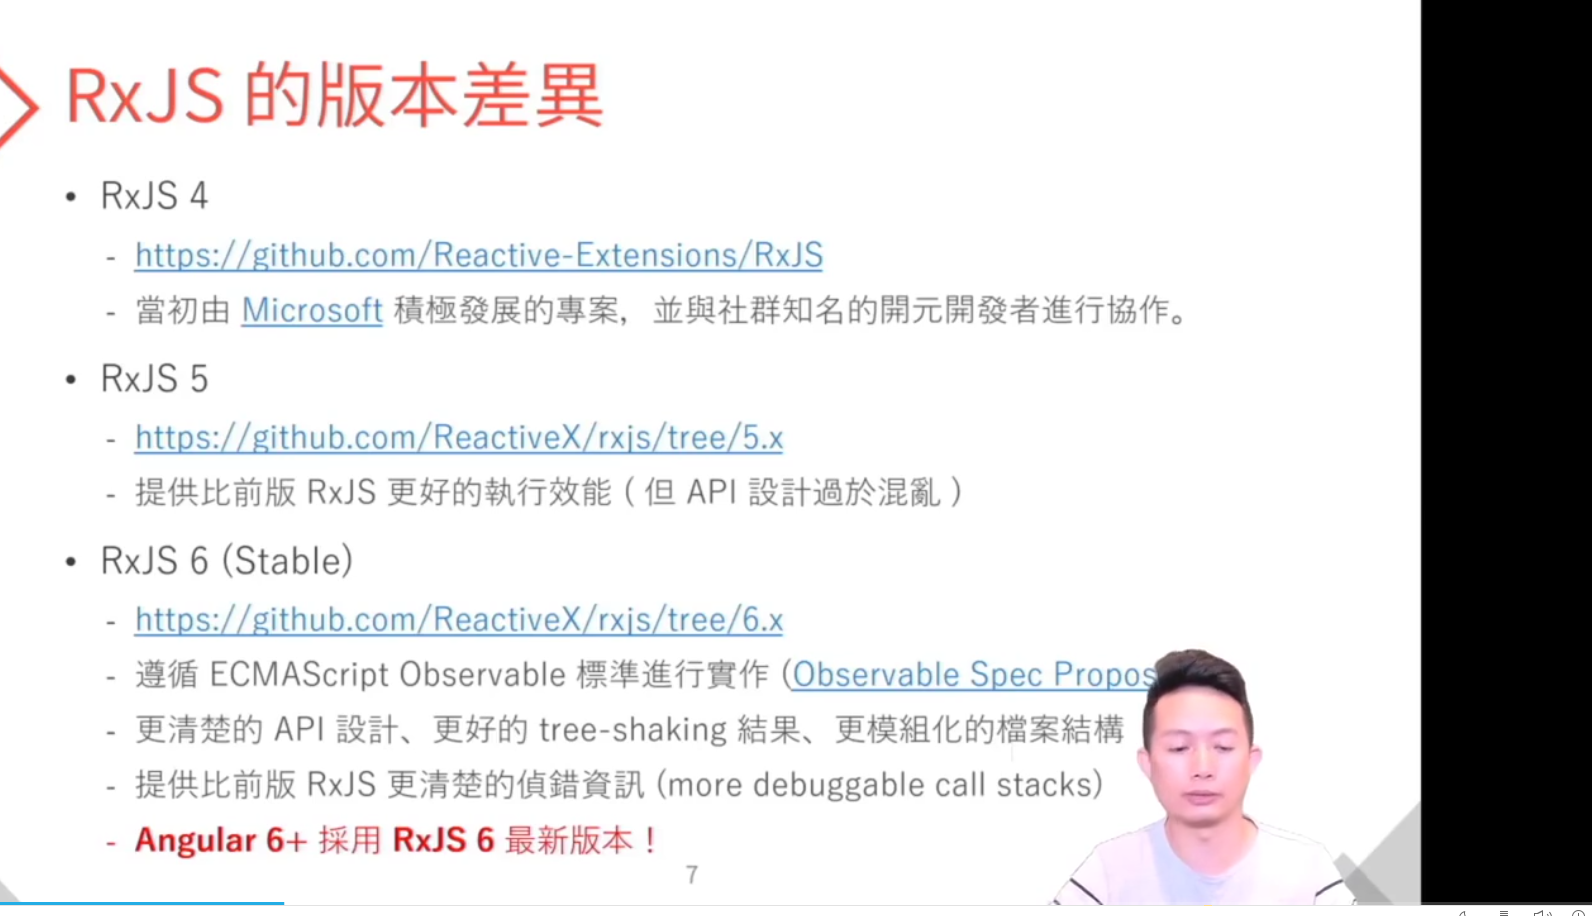 RxJS 的版本差異
• RxJS 4
- https://github.com/Reactive-Extensions/RxJS
- 當初由 Microsoft 積極發展的專案，並與社群知名的開元開發者進行協作。
• RxJS 5
- https://github.com/ReactiveX/rxjs/tree/5.x
- 提供比前版 RxJS 更好的執行效能 ( 但 API 設計過於混亂 )
• RxJS 6 (Stable)
- https://github.com/ReactiveX/rxjs/tree/6.x
- 遵循 ECMAScript Observable 標準進行實作 (Observable Spec Propos
- 更清楚的 API 設計、更好的 tree-shaking 結果、更模組化的檔案結構
- 提供比前版 RxJS 更清楚的偵錯資訊 (more debuggable call stacks)
- Angular 6+ 採用 RxJS 6 最新版本！
7